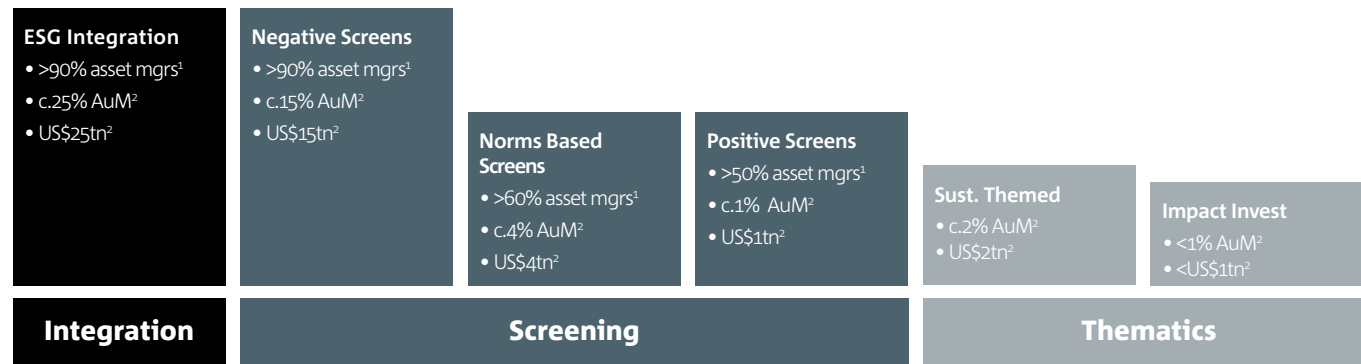 ESG Integration
• >90% asset mgrs¹
• c.25% AuM²
• US$25tn²
Negative Screens
• >90% asset mgrs¹
• c.15% AuM²
• US$15tn²
Norms Based
Screens
• >60% asset mgrs¹
• c.4% AuM²
• US$4tn²
Positive Screens
• >50% asset mgrs¹
• c.1% AuM²
• US$1tn²
Sust. Themed
• c.2% AuM²
• US$2tn²
Impact Invest
• <1% AuM²
• <US$1tn²
Integration
Screening
Thematics